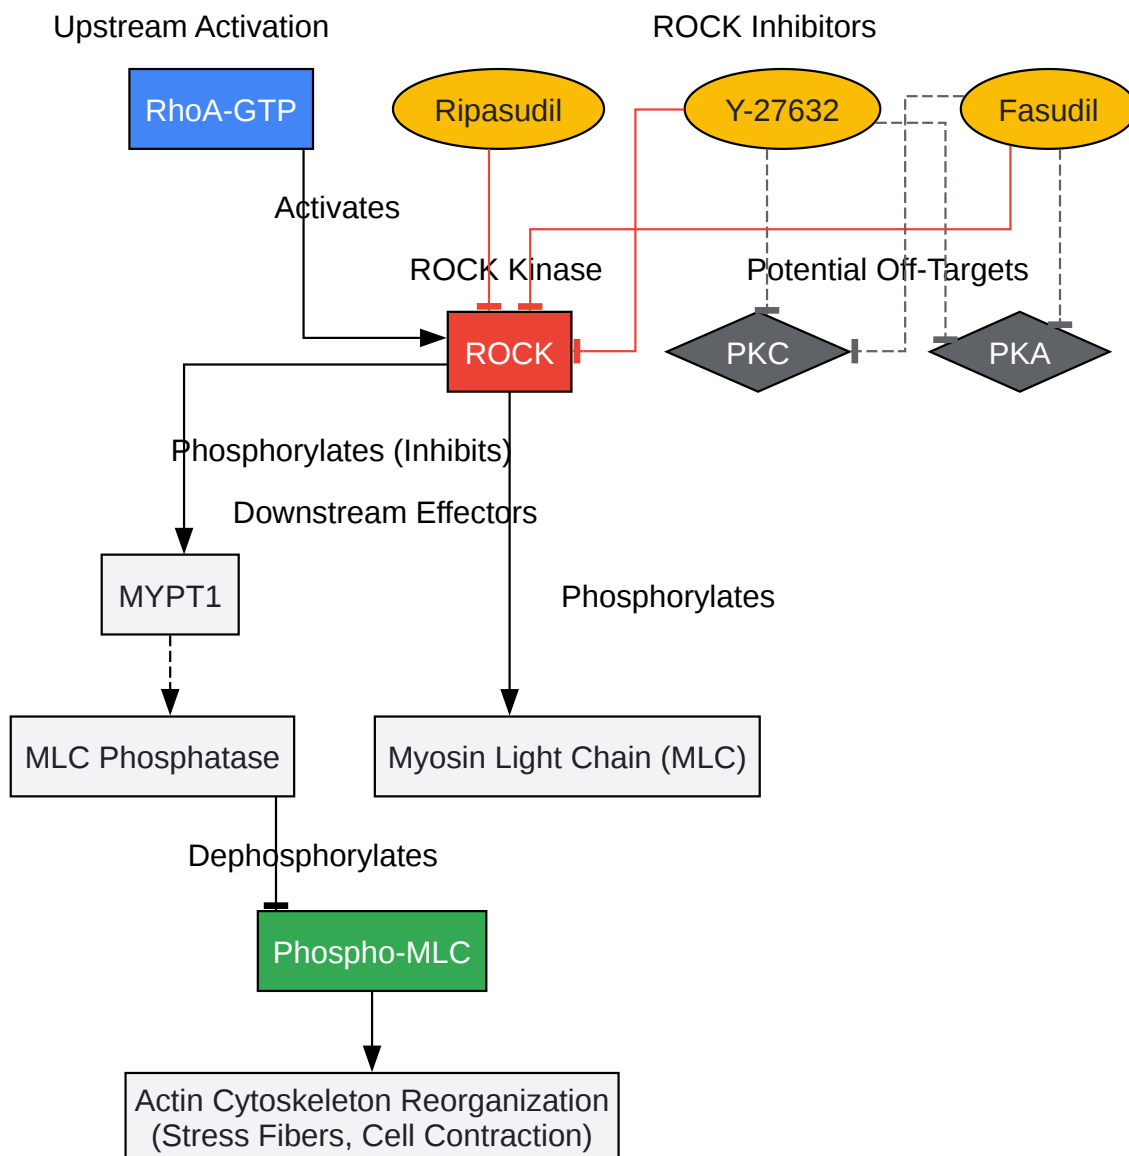 Upstream Activation
ROCK Inhibitors
RhoA-GTP
Ripasudil
Y-27632
Fasudil
Activates
ROCK Kinase
Potential Off-Targets
ROCK
PKC
PKA
Phosphorylates (Inhibits)
Downstream Effectors
MYPT1
Phosphorylates
MLC Phosphatase
Myosin Light Chain (MLC)
Dephosphorylates
Phospho-MLC
Actin Cytoskeleton Reorganization
(Stress Fibers, Cell Contraction)